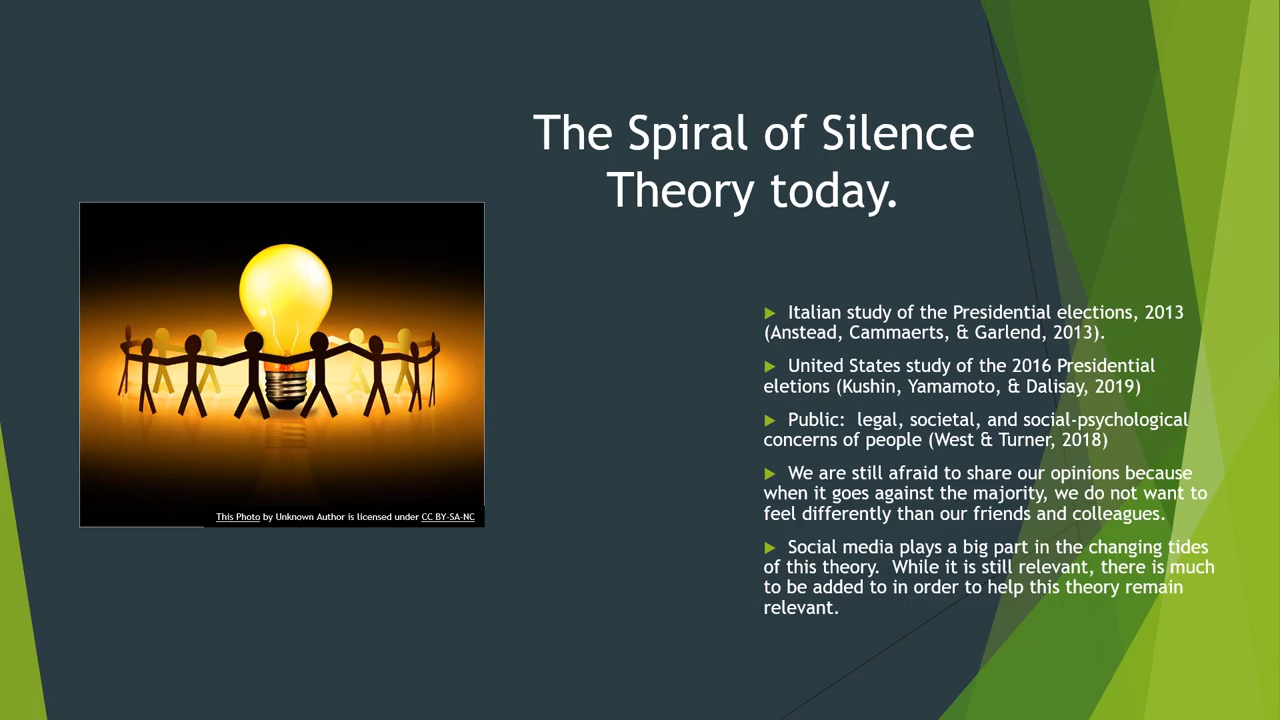 The Spiral of Silence
Theory today.
This Photo by Unknown Author is licensed under CC BY-SA-NC
Italian study of the Presidential elections, 2013
(Anstead, Cammaerts, & Garlend, 2013).
United States study of the 2016 Presidential
eletions (Kushin, Yamamoto, & Dalisay, 2019)
Public:  legal, societal, and social-psychological
concerns of people (West & Turner, 2018)
We are still afraid to share our opinions because
when it goes against the majority, we do not want to
feel differently than our friends and colleagues.
Social media plays a big part in the changing tides
of this theory.  While it is still relevant, there is much
to be added to in order to help this theory remain
relevant.